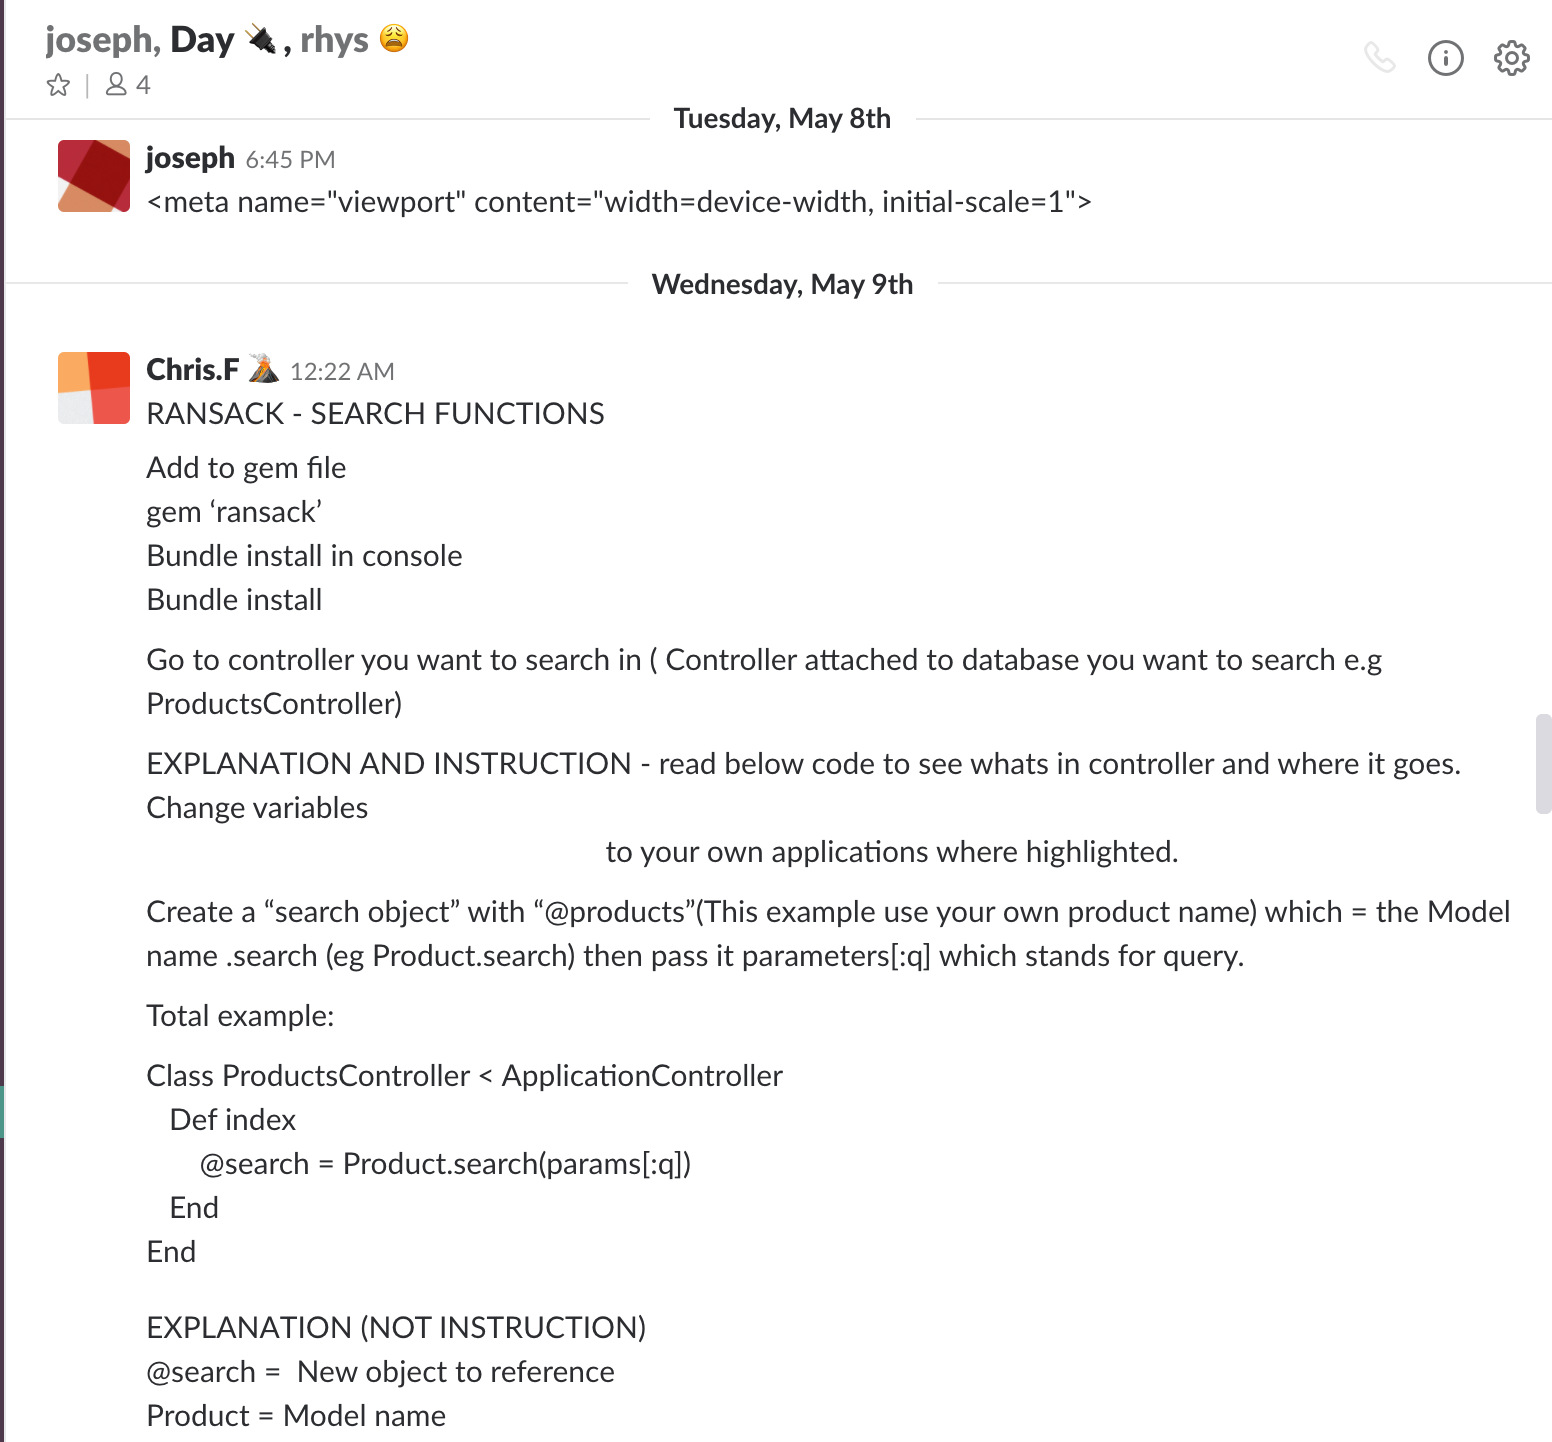 joseph, Day , rhys
4
Tuesday, May 8th
joseph 6:45 PM
<meta name="viewport" content="width=device-width, initial-scale=1">
Wednesday, May 9th
Chris.F 12:22 AM
RANSACK - SEARCH FUNCTIONS
Add to gem file
gem ‘ransack’
Bundle install in console
Bundle install
Go to controller you want to search in ( Controller attached to database you want to search e.g
ProductsController)
EXPLANATION AND INSTRUCTION - read below code to see whats in controller and where it goes.
Change variables
to your own applications where highlighted.
Create a “search object” with “@products”(This example use your own product name) which = the Model
name .search (eg Product.search) then pass it parameters[:q] which stands for query.
Total example:
Class ProductsController < ApplicationController
Def index
@search = Product.search(params[:q])
End
End
EXPLANATION (NOT INSTRUCTION)
@search =  New object to reference
Product = Model name